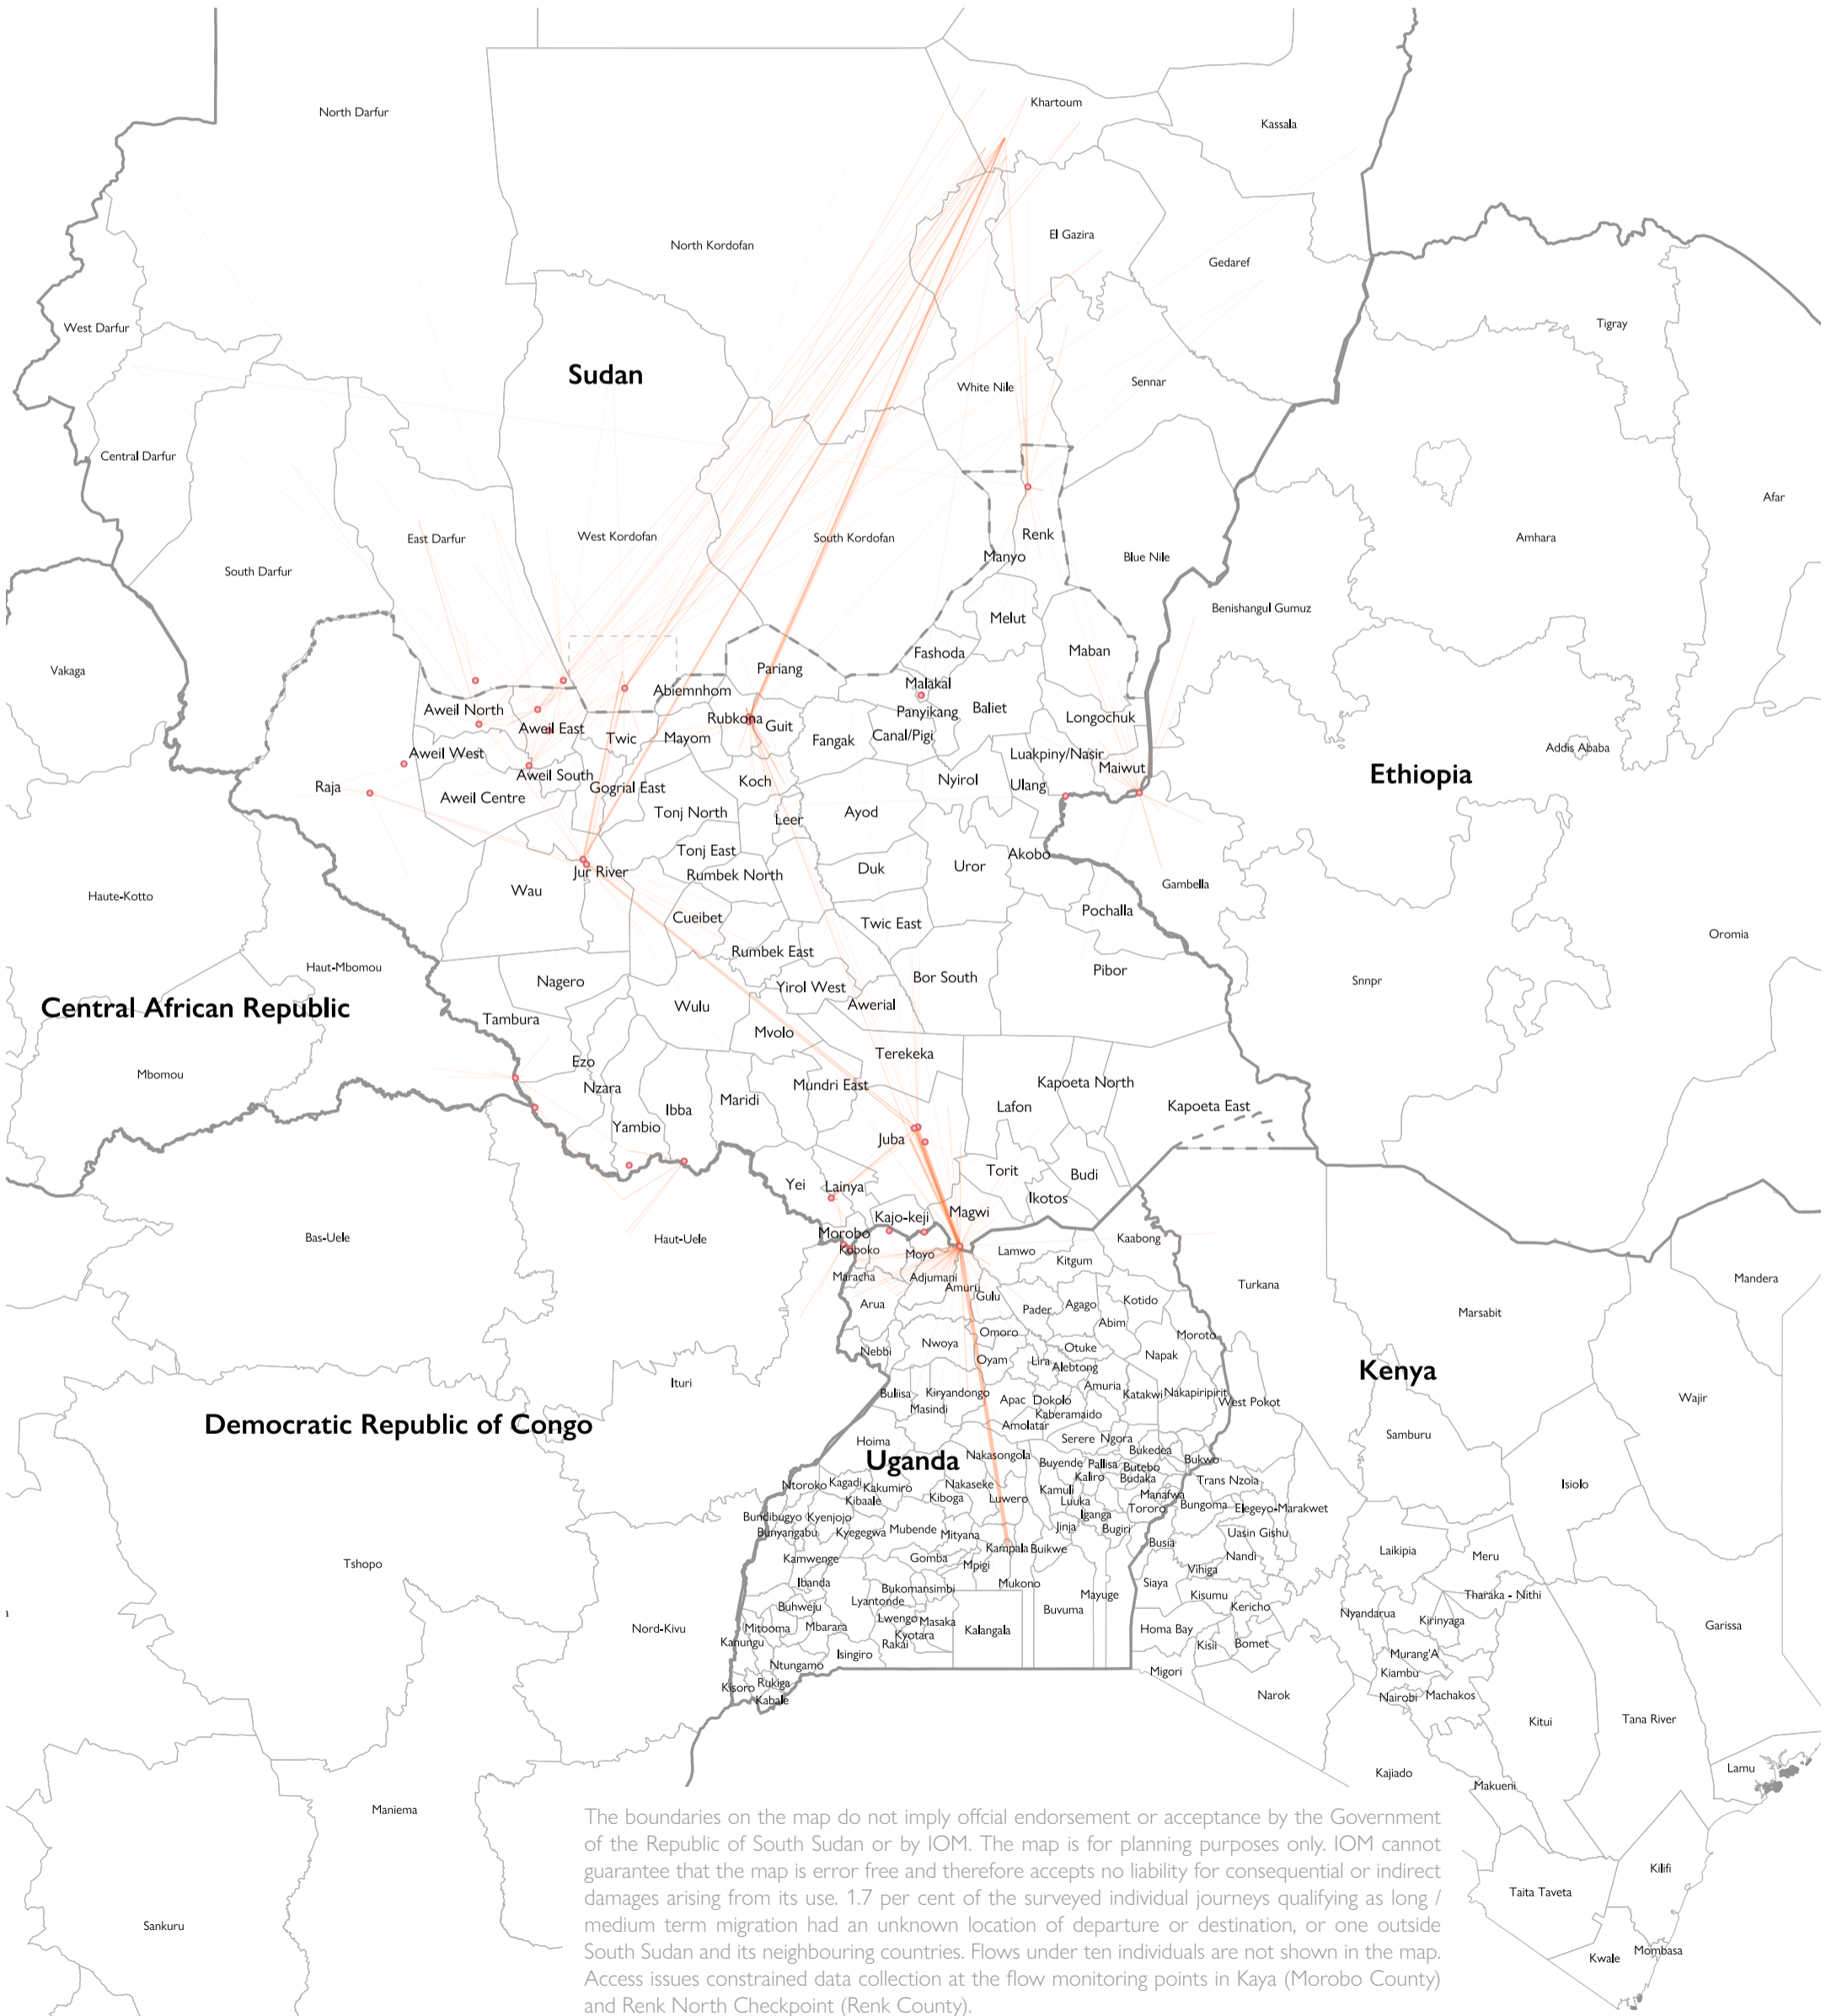 Khartoum
North Darfur
Kassala
El Gazira
North Kordofan
Gedaref
West Darfur
Tigray
Sudan
White Nile
Sennar
Central Darfur
Afar
East Darfur
West Kordofan
South Kordofan
Renk
Amhara
Manyo
Blue Nile
South Darfur
Benishangul Gumuz
Melut
Fashoda
Maban
Vakaga
Pariang
Malakal
Abiemnhom
Aweil North
Panyikang
Baliet
Rubkona
Guit
Longochuk
Aweil East
Twic
Mayom
Fangak
Canal/Pigi
Addis Ababa
Aweil West
Luakpiny/Nasir
Maiwut
Ethiopia
Aweil South
Raja
Gogrial East
Koch
Nyirol
Ulang
Aweil Centre
Tonj North
Leer
Ayod
Tonj East
Akobo
Jur River
Rumbek North
Duk
Uror
Gambella
Wau
Haute-Kotto
Cueibet
Twic East
Pochalla
Oromia
Rumbek East
Haut-Mbomou
Bor South
Pibor
Nagero
Yirol West
Snnpr
Central African Republic
Wulu
Awerial
Tambura
Mvolo
Terekeka
Ezo
Mbomou
Nzara
Mundri East
Kapoeta North
Maridi
Ibba
Lafon
Kapoeta East
Yambio
Juba
Torit
Budi
Yei
Lainya
Ikotos
Magwi
Kajo-keji
Morobo
Bas-Uele
Haut-Uele
Kaabong
Koboko
Moyo
Lamwo
Kitgum
Maracha
Adjumani
Turkana
Mandera
Amuru
Gulu
Arua
Pader
Agago
Kotido
Marsabit
Abim
Omoro
Moroto
Nwoya
Otuke
Nebbi
Oyam
Lira
Alebtong
Napak
Kenya
Ituri
Amuria
Buliisa
Kiryandongo
Katakwi
Nakapiripirit
Apac
Dokolo
West Pokot
Wajir
Masindi
Kaberamaido
Democratic Republic of Congo
Amolatar
Samburu
Hoima
Serere
Ngora
Bukedea
Uganda
Nakasongola
Buyende
Pallisa
Butebo
Bukwo
Kaliro
Budaka
Trans Nzoia
Ntoroko
Kagadi
Kakumiro
Nakaseke
Kamuli
Isiolo
Kibaale
Kiboga
Luwero
Luuka
Manafwa
Tororo
Bungoma
Elegeyo-Marakwet
Bundibugyo
Kyenjojo
Iganga
Bunyangabu
Kyegegwa
Mubende
Mityana
Jinja
Bugiri
Uasin Gishu
Busia
Kampala
Buikwe
Laikipia
Meru
Nandi
Kamwenge
Gomba
Mpigi
Tshopo
Vihiga
Ibanda
Bukomansimbi
Mukono
Siaya
Mayuge
Kisumu
Tharaka - Nithi
Lyantonde
Buhweju
Buvuma
Kericho
Nyandarua
Kirinyaga
Nord-Kivu
Mitooma
Mbarara
Lwengo
Masaka
Kalangala
Homa Bay
Garissa
Kyotara
Kanungu
Rakai
Kisii
Bomet
Isingiro
Murang'A
Ntungamo
Migori
Kiambu
Kisoro
Rukiga
Narok
Nairobi
Machakos
Kabale
Kitui
Tana River
Lamu
Kajiado
Makueni
Maniema
The boundaries on the map do not imply offcial endorsement or acceptance by the Government
of the Republic of South Sudan or by IOM. The map is for planning purposes only. IOM cannot
guarantee that the map is error free and therefore accepts no liability for consequential or indirect
damages arising from its use. 1.7 per cent of the surveyed individual journeys qualifying as long /
medium term migration had an unknown location of departure or destination, or one outside
South Sudan and its neighbouring countries. Flows under ten individuals are not shown in the map.
Access issues constrained data collection at the flow monitoring points in Kaya (Morobo County)
and Renk North Checkpoint (Renk County).
Kilifi
Taita Taveta
Sankuru
Mombasa
Kwale